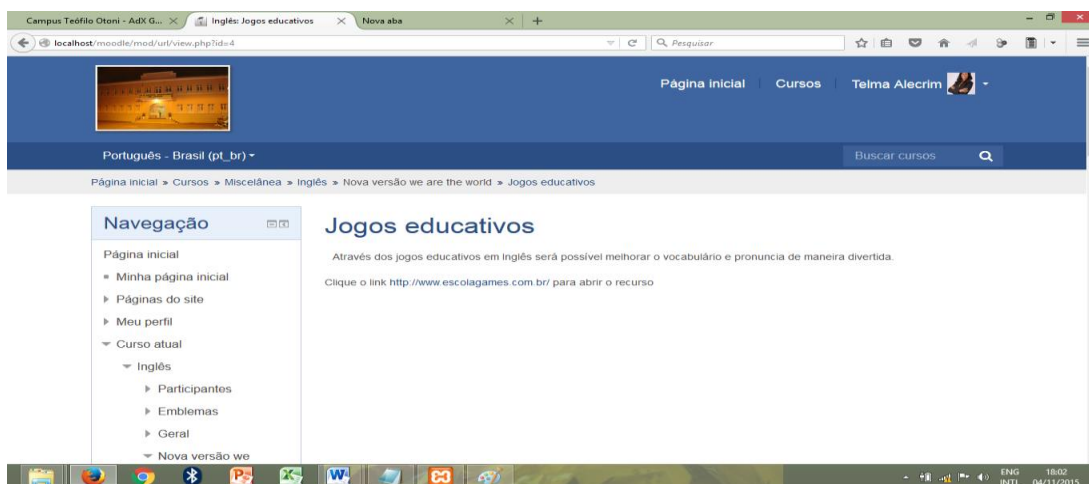 Campus Teófilo Otoni - AdX G...
Inglês: Jogos educativos
Nova aba
localhost/moodle/mod/url/view.php?id=4
Pesquisar
Página inicial
Cursos
Telma Alecrim
Português - Brasil (pt_br)
Buscar cursos
Página inicial » Cursos » Miscelânea » Inglês » Nova versão we are the world » Jogos educativos
Navegação
Jogos educativos
Através dos jogos educativos em Inglês será possível melhorar o vocabulário e pronuncia de maneira divertida.
Clique o link http://www.escolagames.com.br/ para abrir o recurso
Página inicial
Minha página inicial
Páginas do site
Meu perfil
Curso atual
Inglês
Participantes
Emblemas
Geral
Nova versão we
ENG 18:02
INTL 04/11/2015